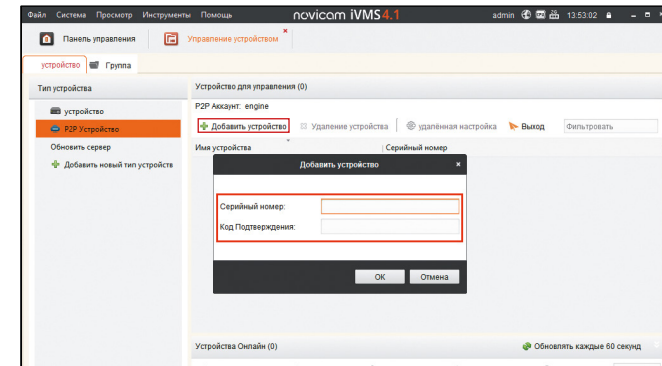 Файл Система Просмотр Инструменты Помощь novicam iVMS4.1 admin 13:53:02
Панель управления Управление устройством
устройство Группа
Тип устройства Устройство для управления (0)
P2P Аккаунт: engine
устройство
P2P Устройство
Добавить устройство Удаление устройства удалённая настройка Выход Фильтровать
Обновить сервер
Имя устройства Серийный номер
Добавить новый тип устройств
Добавить устройство
Серийный номер:
Код Подтверждения:
OK Отмена
Устройства Онлайн (0) Обновлять каждые 60 секунд